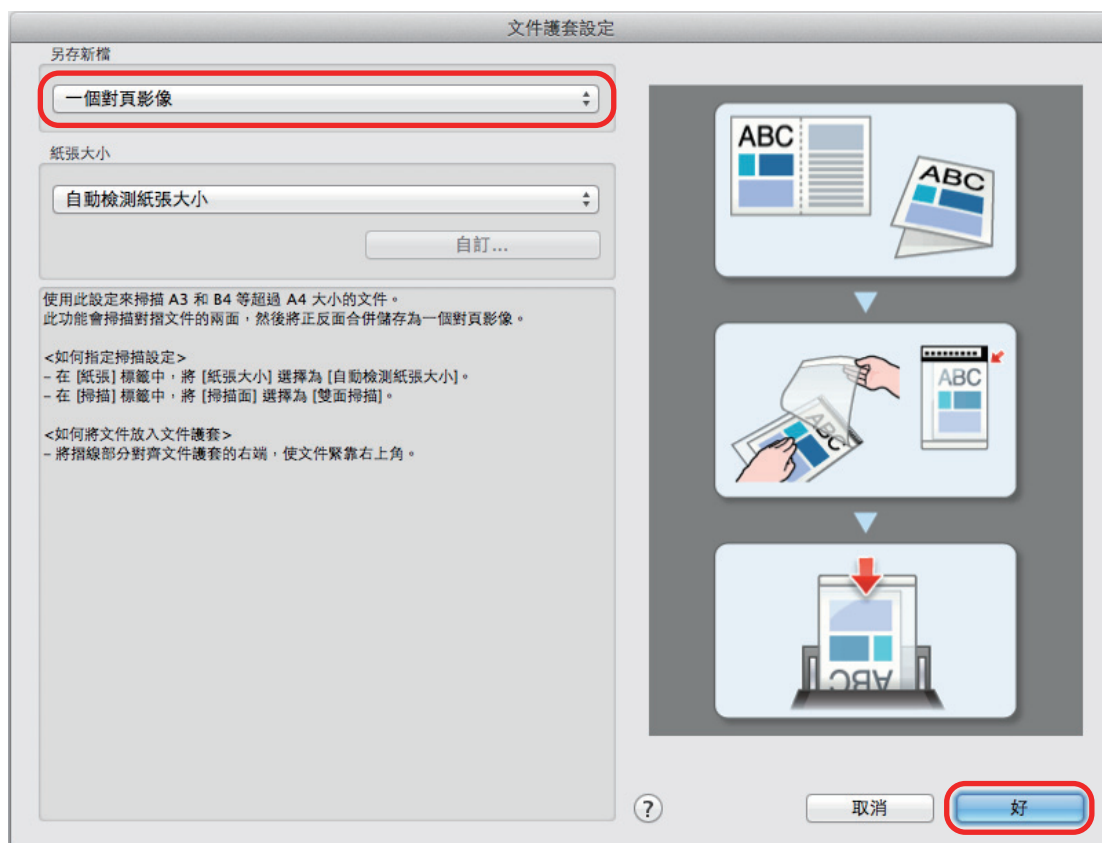 文件護套設定
另存新檔
一個對頁影像
紙張大小
自動檢測紙張大小
自訂...
使用此設定來掃描 A3 和 B4 等超過 A4 大小的文件。
此功能會掃描對摺文件的兩面，然後將正反面合併儲存為一個對頁影像。
<如何指定掃描設定>
– 在 [紙張] 標籤中，將 [紙張大小] 選擇為 [自動檢測紙張大小]。
– 在 [掃描] 標籤中，將 [掃描面] 選擇為 [雙面掃描]。
<如何將文件放入文件護套>
– 將摺線部分對齊文件護套的右端，使文件緊靠右上角。
ABC
ABC
ABC
ABC
ABC
?
取消
好